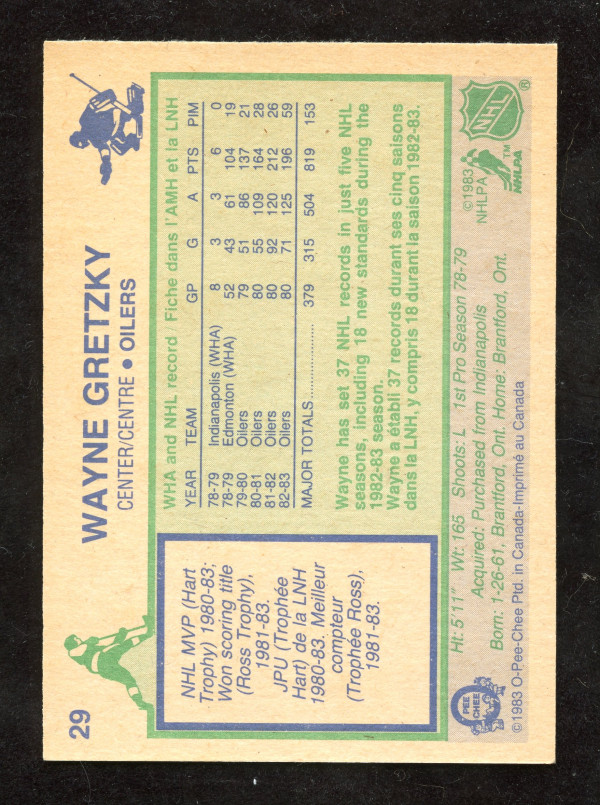 29
WAYNE GRETZKY
CENTER/CENTRE • OILERS
NHL MVP (Hart
Trophy) 1980-83;
Won scoring title
(Ross Trophy),
1981-83.
JPU (Trophée
Hart) de la LNH
1980-83. Meilleur
compteur
(Trophée Ross),
1981-83.
WHA and NHL record / Fiche dans l'AMH et la LNH
YEAR TEAM GP G A PTS PIM
78-79 Indianapolis (WHA) 8 3 3 6 0
78-79 Edmonton (WHA) 52 43 61 104 19
79-80 Oilers 79 51 86 137 21
80-81 Oilers 80 55 109 164 28
81-82 Oilers 80 92 120 212 26
82-83 Oilers 80 71 125 196 59
MAJOR TOTALS.............. 379 315 504 819 153
Wayne has set 37 NHL records in just five NHL
seasons, including 18 new standards during the
1982-83 season.
Wayne a établi 37 records durant ses cinq saisons
dans la LNH, y compris 18 durant la saison 1982-83.
Ht: 5'11" Wt: 165 Shoots: L 1st Pro Season 78-79
Acquired: Purchased from Indianapolis
Born: 1-26-61, Brantford, Ont. Home: Brantford, Ont.
©1983 O-Pee-Chee Ptd. in Canada-Imprimé au Canada
O
PEE
CHEE
©1983
NHLPA
TM
NHLPA
NHL
®